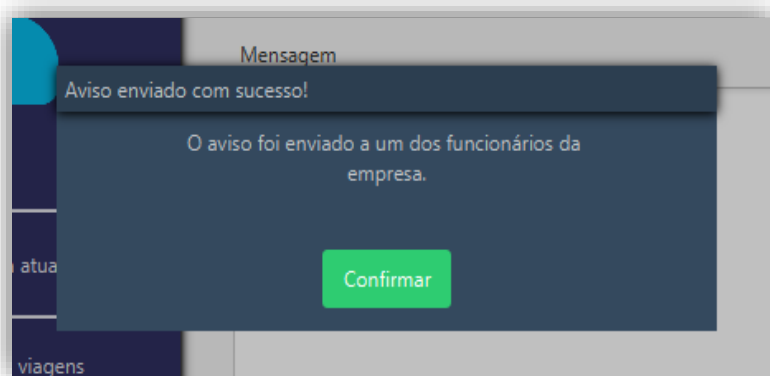 Mensagem
Aviso enviado com sucesso!
O aviso foi enviado a um dos funcionários da
empresa.
atua
Confirmar
viagens